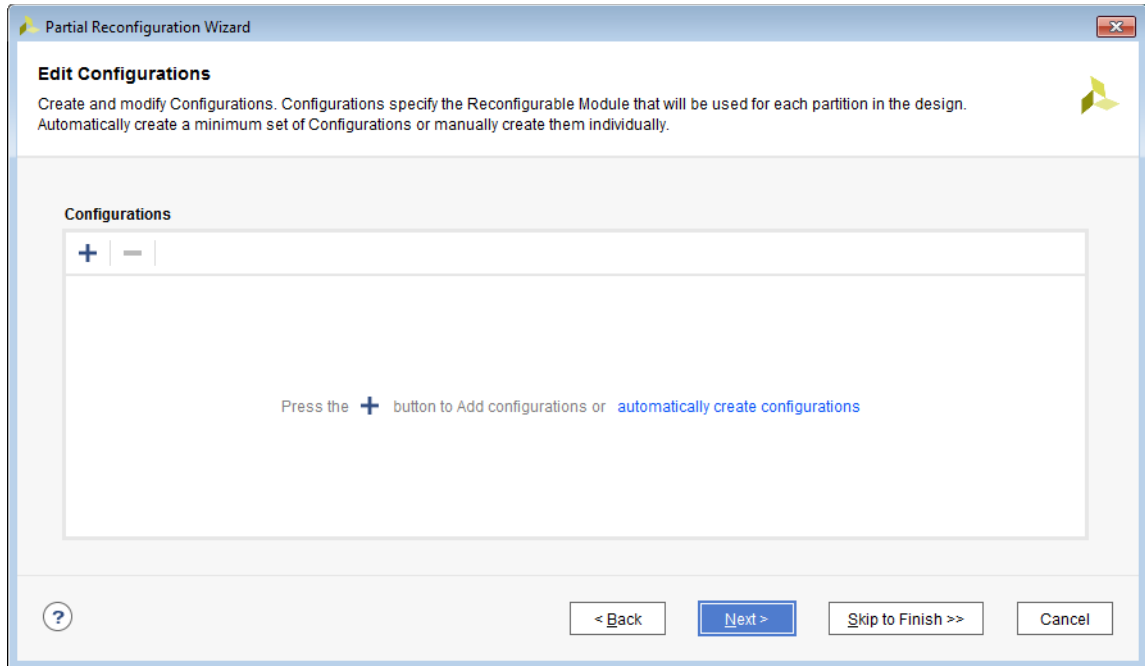 Partial Reconfiguration Wizard
Edit Configurations
Create and modify Configurations. Configurations specify the Reconfigurable Module that will be used for each partition in the design.
Automatically create a minimum set of Configurations or manually create them individually.
Configurations
Press the + button to Add configurations or automatically create configurations
? < Back Next > Skip to Finish >> Cancel